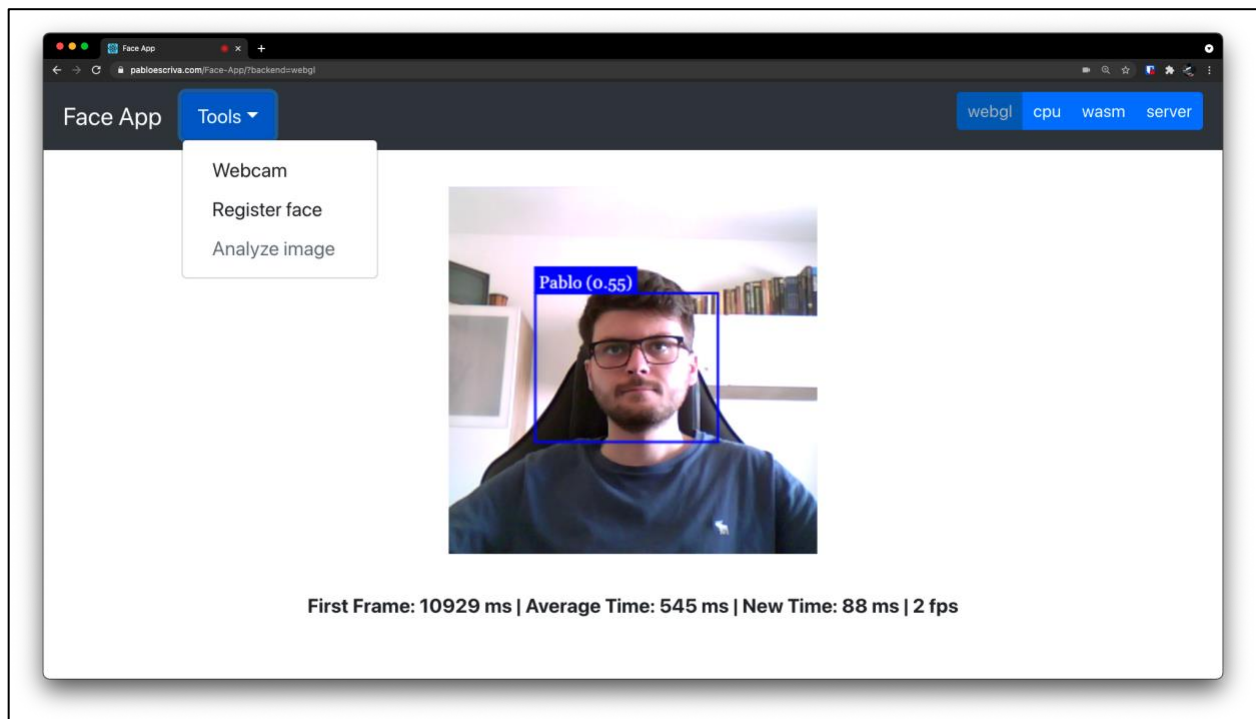 Face App
pabloescriva.com/Face-App/?backend=webgl
Face App Tools webgl cpu wasm server
Webcam
Register face
Analyze image
Pablo (0.55)
First Frame: 10929 ms | Average Time: 545 ms | New Time: 88 ms | 2 fps